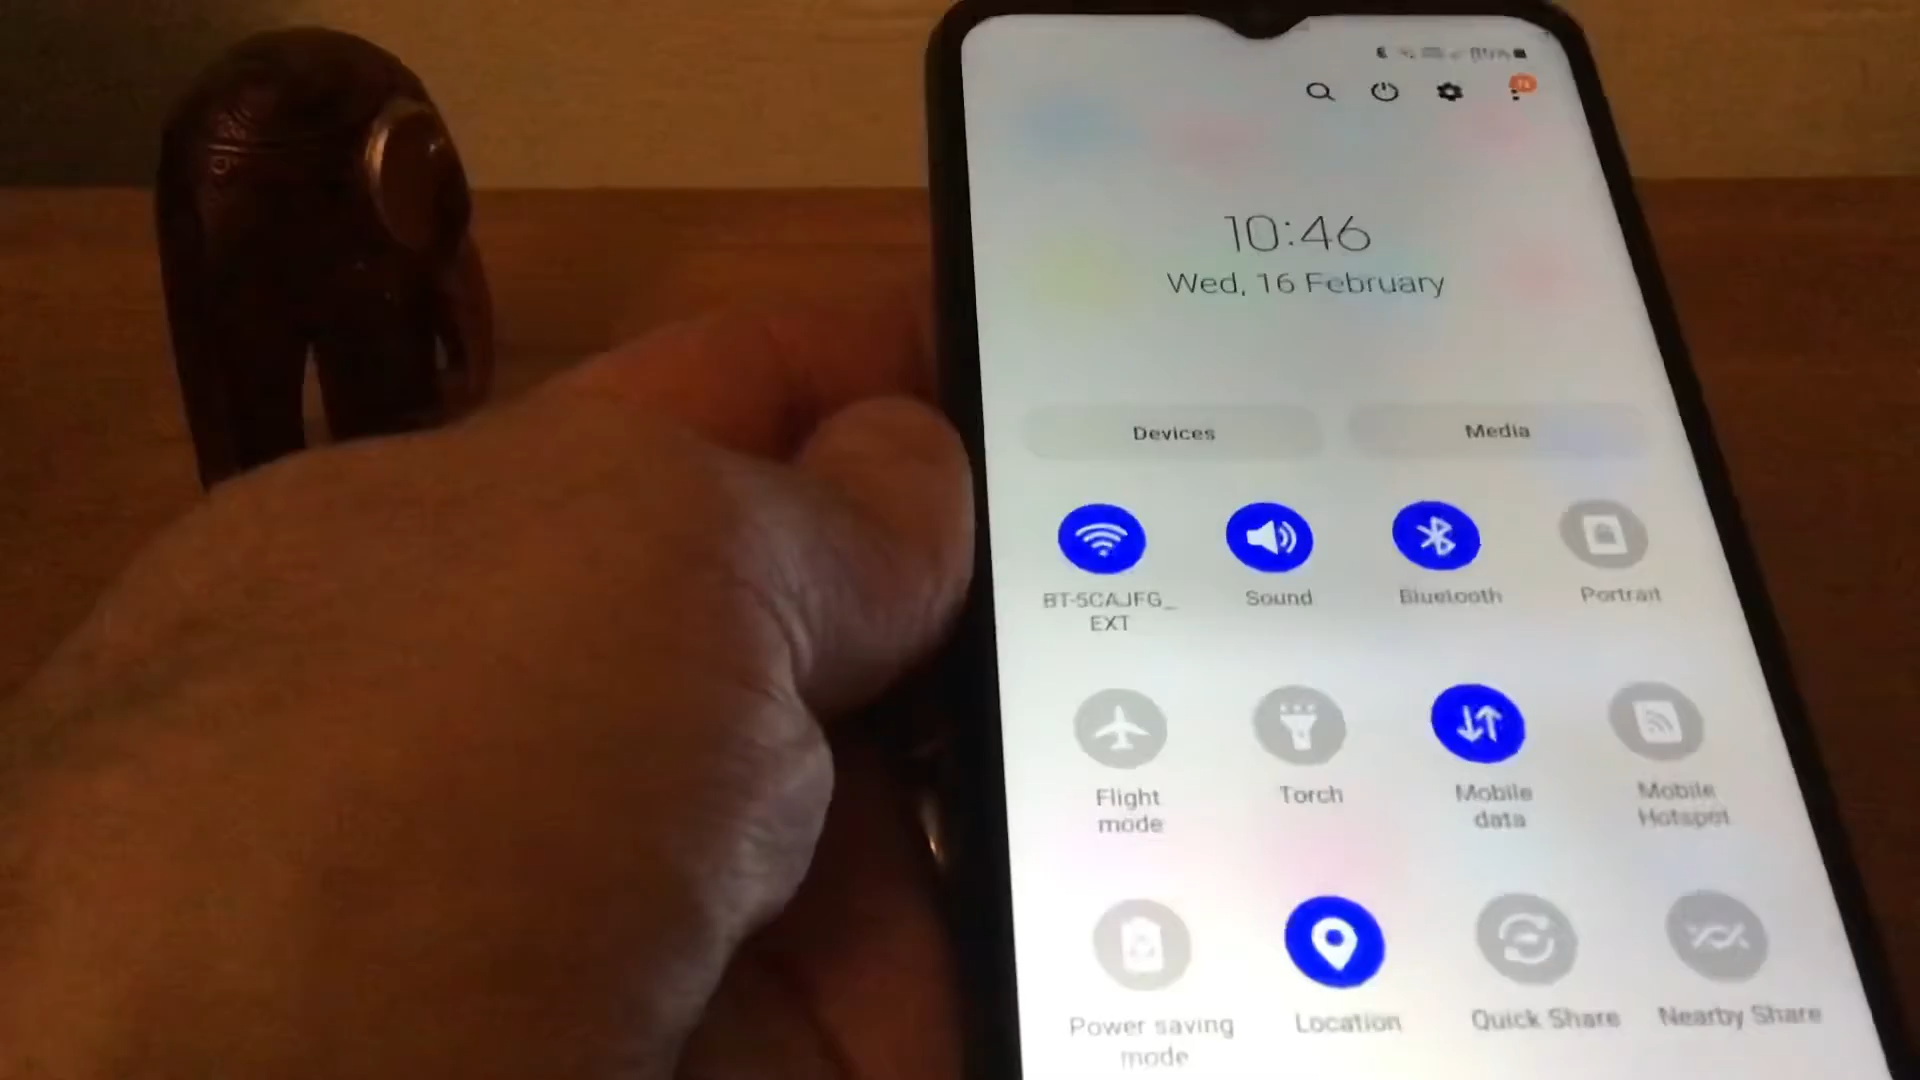 10:46
Wed, 16 February
Devices Media
BT-5CAJFG_
EXT
Sound
Bluetooth
Portrait
Flight
mode
Torch
Mobile
data
Mobile
Hotspot
Power saving
mode
Location
Quick Share
Nearby Share